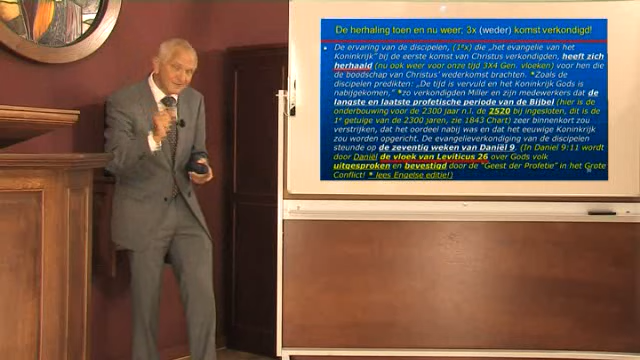 De herhaling toen en nu weer, 3x (weder) komst verkondigd!
• De ervaring van de discipelen, (1ºx) die „het evangelie van het
Koninkrijk” bij de eerste komst van Christus verkondigden, heeft zich
herhaald (nu ook weer voor onze tijd 3X4 Gen. vloeken) voor hen die
de boodschap van Christus' wederkomst brachten. *Zoals de
discipelen predikten: „De tijd is vervuld en het Koninkrijk Gods is
nabijgekomen,” *zo verkondigden Miller en zijn medewerkers dat de
langste en laatste profetische periode van de Bijbel (hier is de
onderbouwing voor de 2300 jaar n.l. de 2520 bij ingesloten, dit is de
1ª getuige van de 2300 jaren, zie 1843 Chart) zeer binnenkort zou
verstrijken, dat het oordeel nabij was en dat het eeuwige Koninkrijk
zou worden opgericht. De evangelieverkondiging van de discipelen
steunde op de zeventig weken van Daniël 9. (In Daniel 9:11 wordt
door Daniël de vloek van Leviticus 26 over Gods volk
uitgesproken en bevestigd door de “Geest der Profetie” in het Grote
Conflict! * lees Engelse editie!)